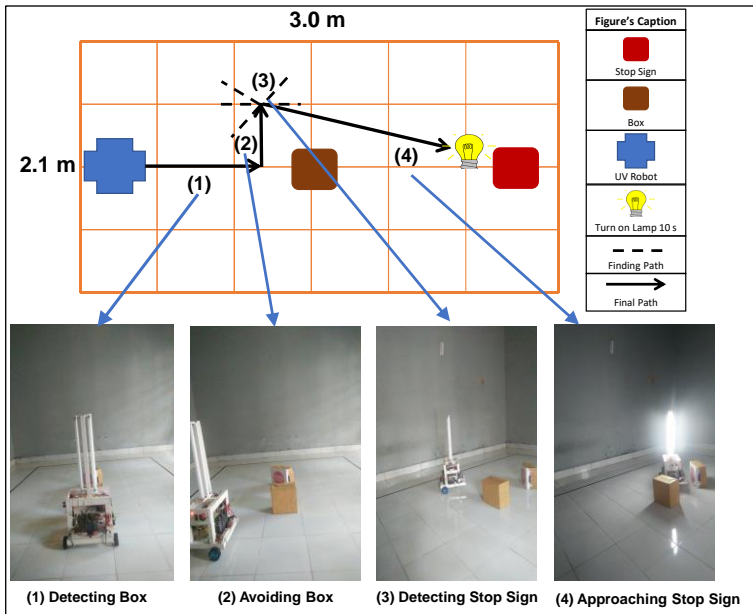 3.0 m
2.1 m
(1)
(2)
(3)
(4)
Figure's Caption
Stop Sign
Box
UV Robot
Turn on Lamp 10 s
Finding Path
Final Path
(1) Detecting Box
(2) Avoiding Box
(3) Detecting Stop Sign
(4) Approaching Stop Sign